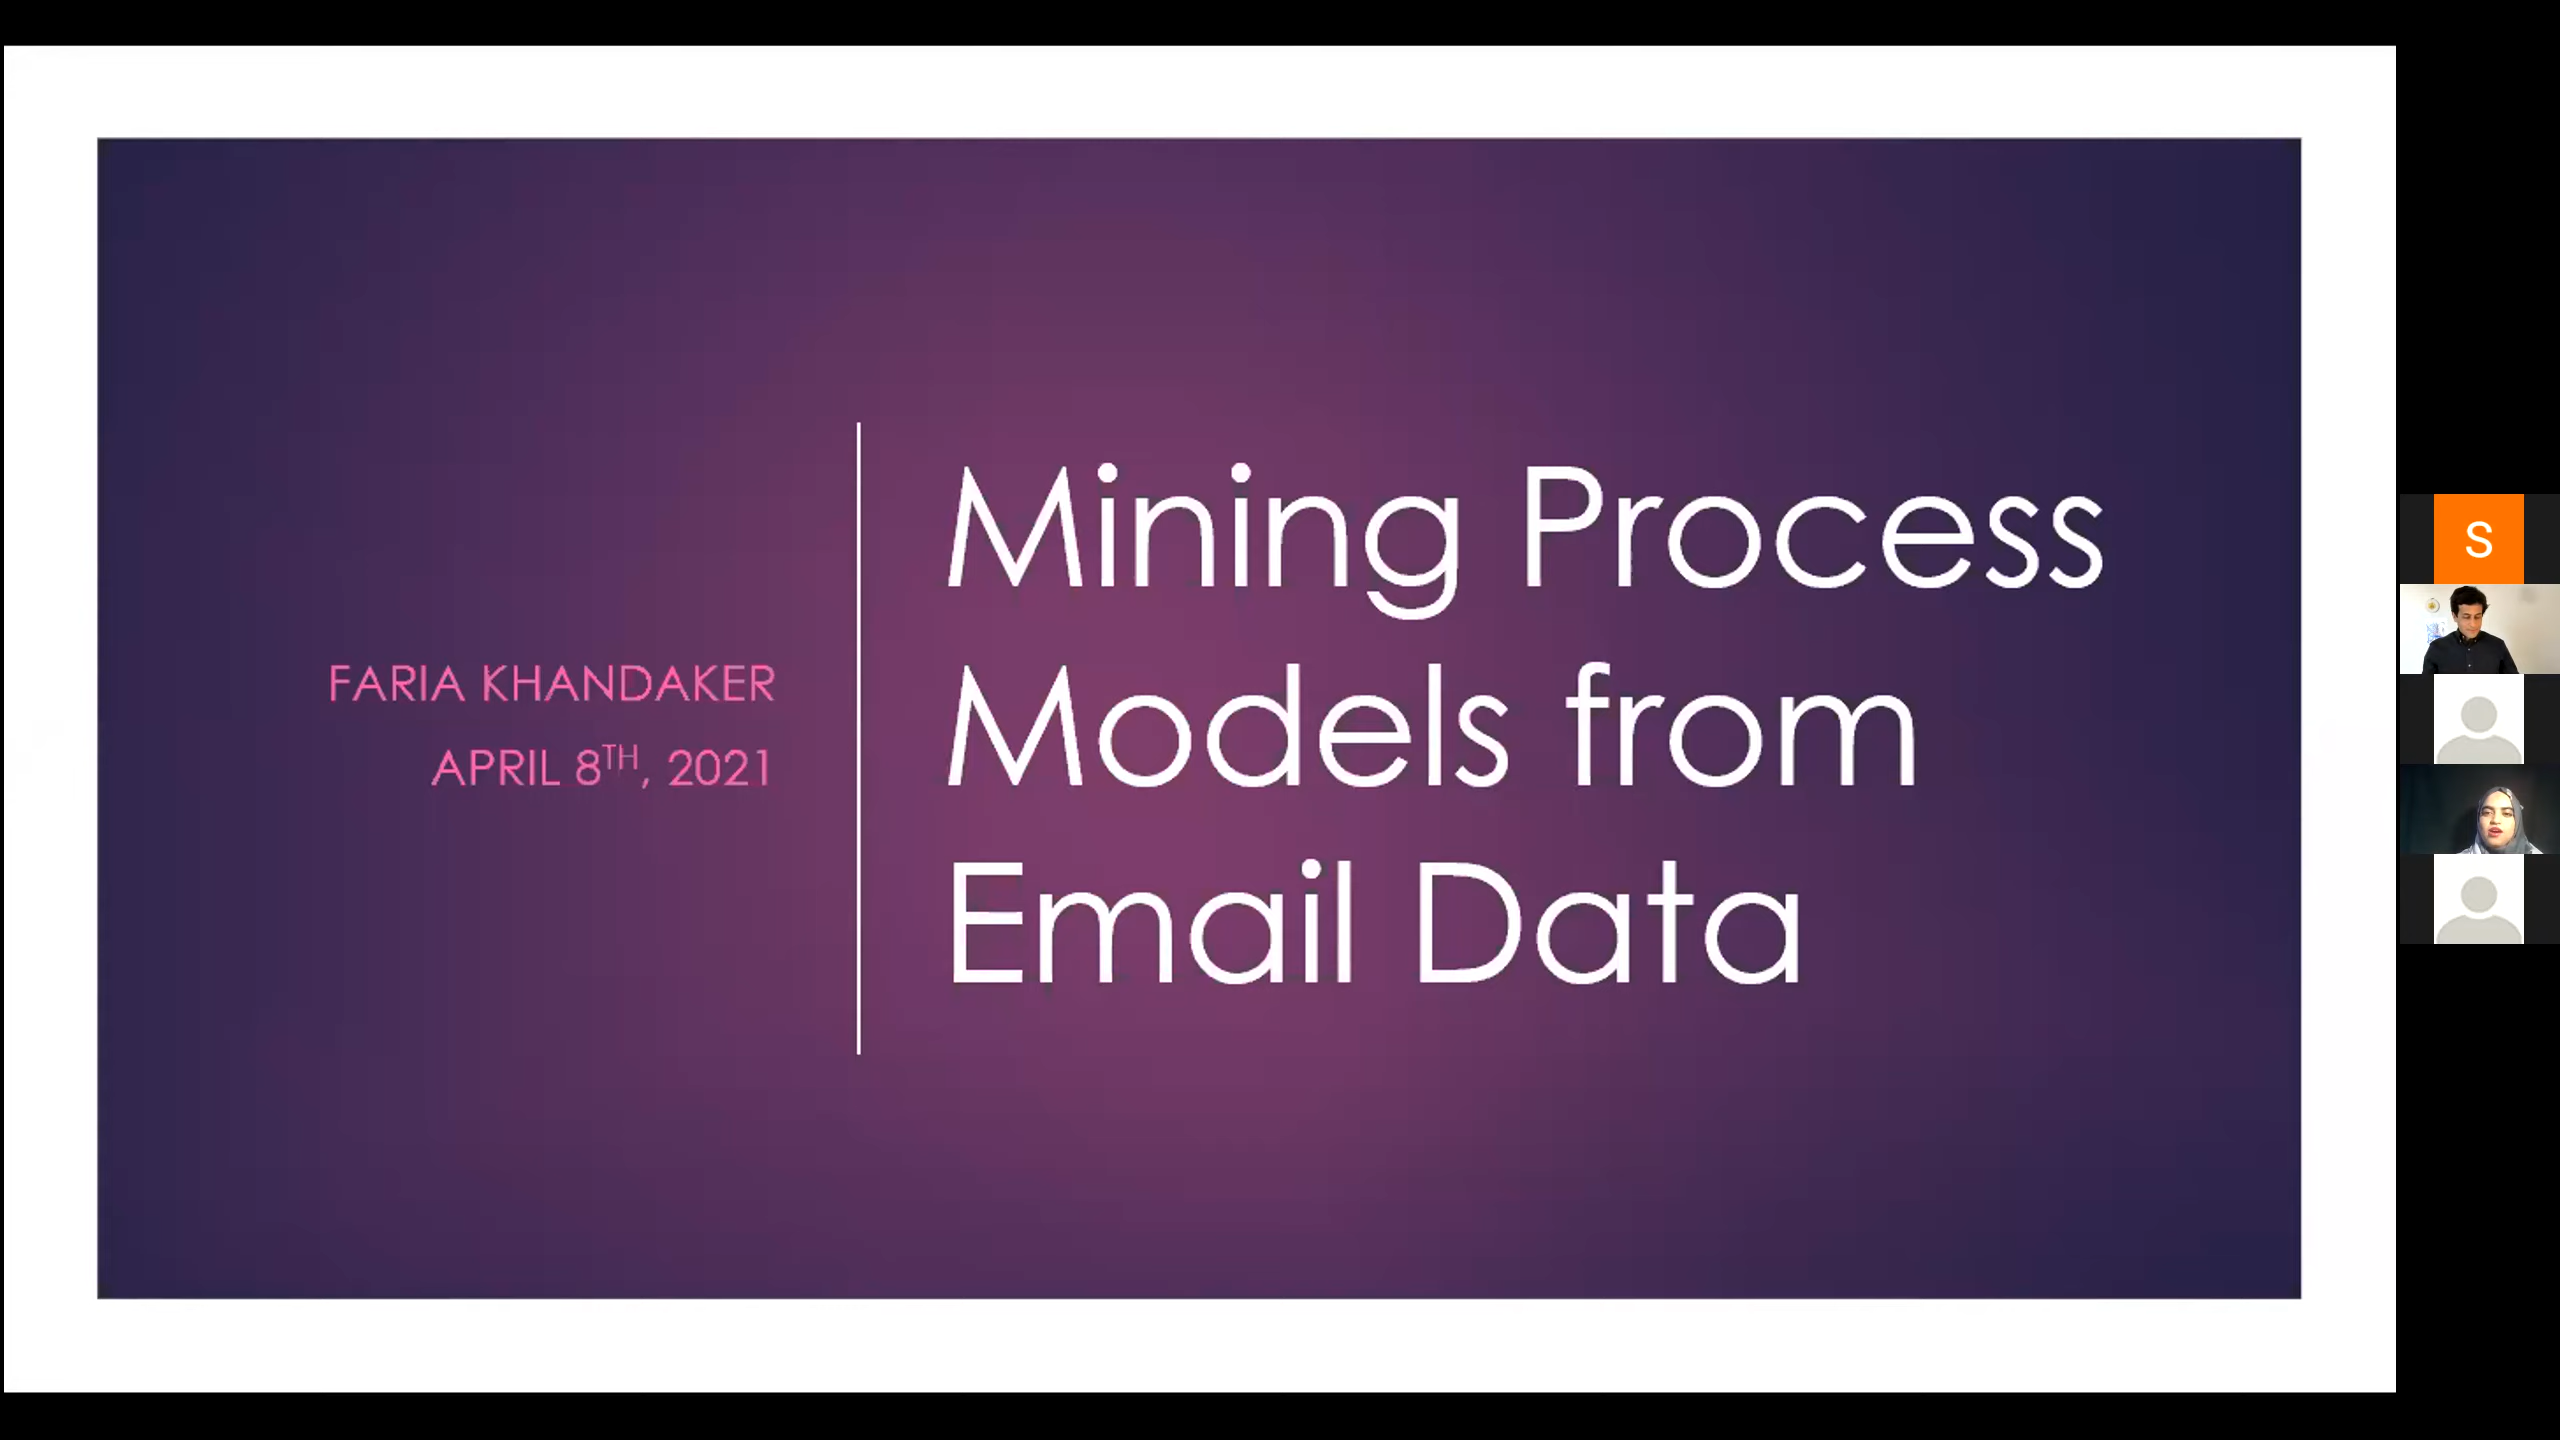 FARIA KHANDAKER
APRIL 8TH, 2021
Mining Process
Models from
Email Data
S